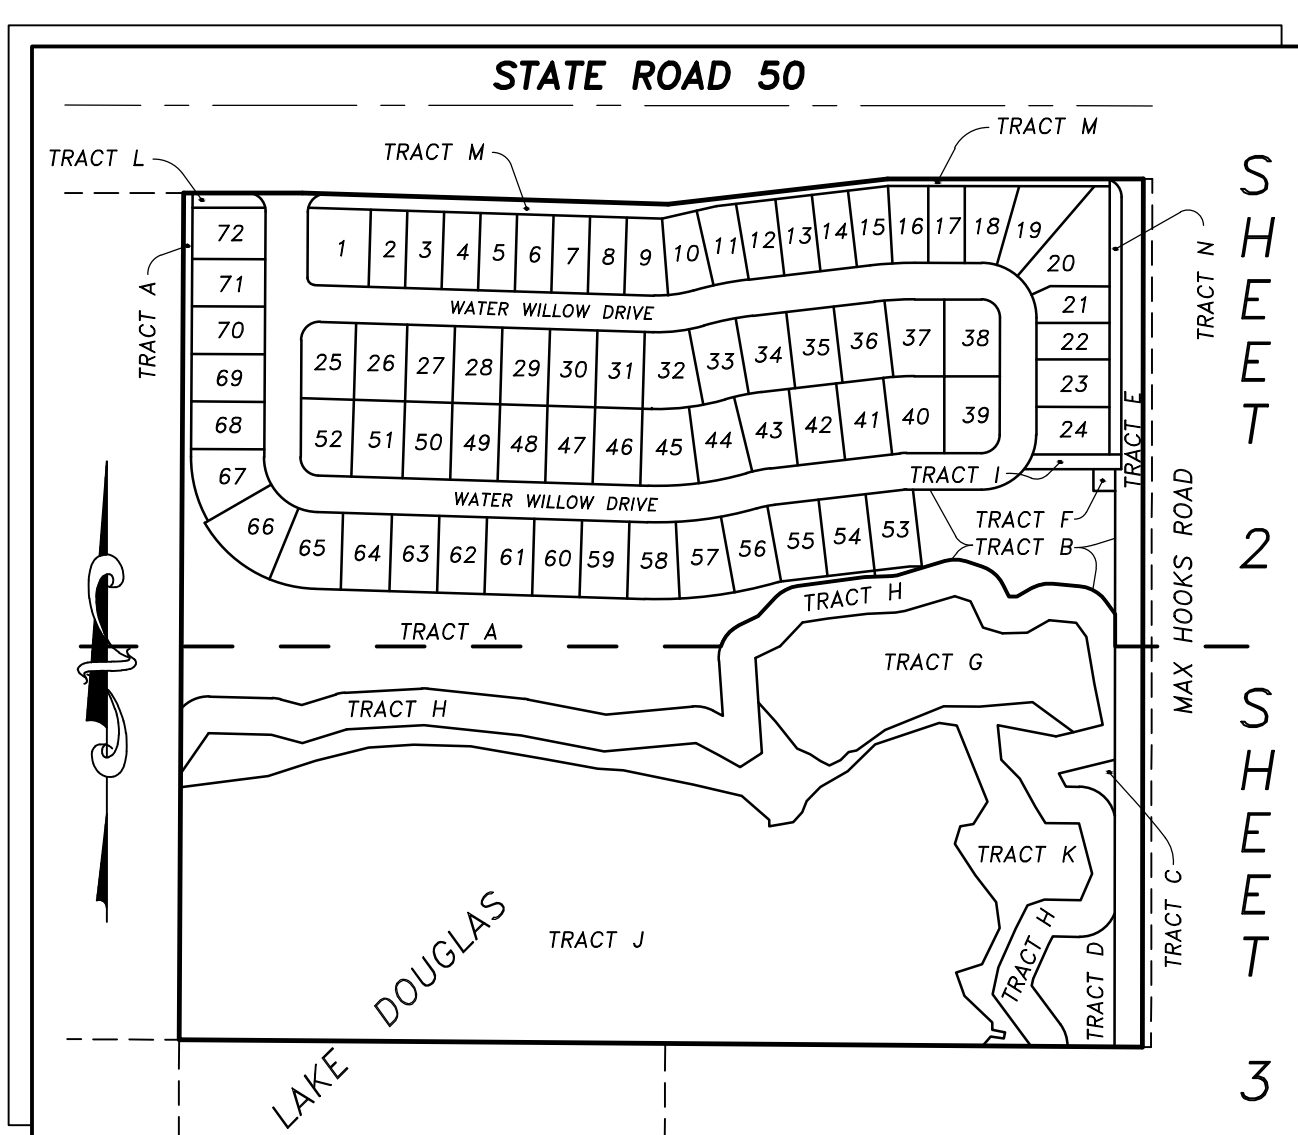 STATE ROAD 50
TRACT M
TRACT L
TRACT M
SHEET 2
72
1 2 3 4 5 6 7 8 9 10 11 12 13 14 15 16 17 18 19
20
71
TRACT A
TRACT N
WATER WILLOW DRIVE
21
70
22
25 26 27 28 29 30 31 32 33 34 35 36 37 38
69
23
TRACT E
68
24
52 51 50 49 48 47 46 45 44 43 42 41 40 39
67
TRACT I
WATER WILLOW DRIVE
TRACT F
66
TRACT B
65 64 63 62 61 60 59 58 57 56 55 54 53
MAX HOOKS ROAD
TRACT H
TRACT A
TRACT G
TRACT H
SHEET 3
TRACT K
TRACT C
TRACT H
TRACT D
TRACT J
LAKE DOUGLAS